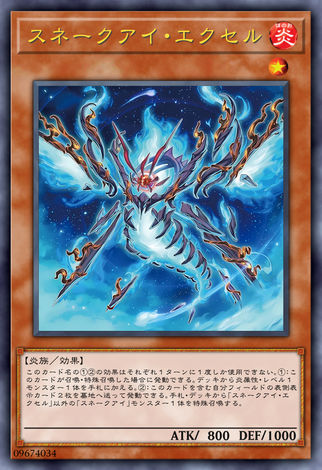 スネークアイ・エクセル
ほのお
炎
【炎族／効果】
このカード名の①②の効果はそれぞれ１ターンに１度しか使用できない。①：こ
のカードが召喚・特殊召喚した場合に発動できる。デッキから炎属性・レベル１
モンスター１体を手札に加える。②：このカードを含む自分フィールドの表側表
示カード２枚を墓地へ送って発動できる。手札・デッキから「スネークアイ・エ
クセル」以外の「スネークアイ」モンスター１体を特殊召喚する。
ATK/ 800 DEF/1000
09674034